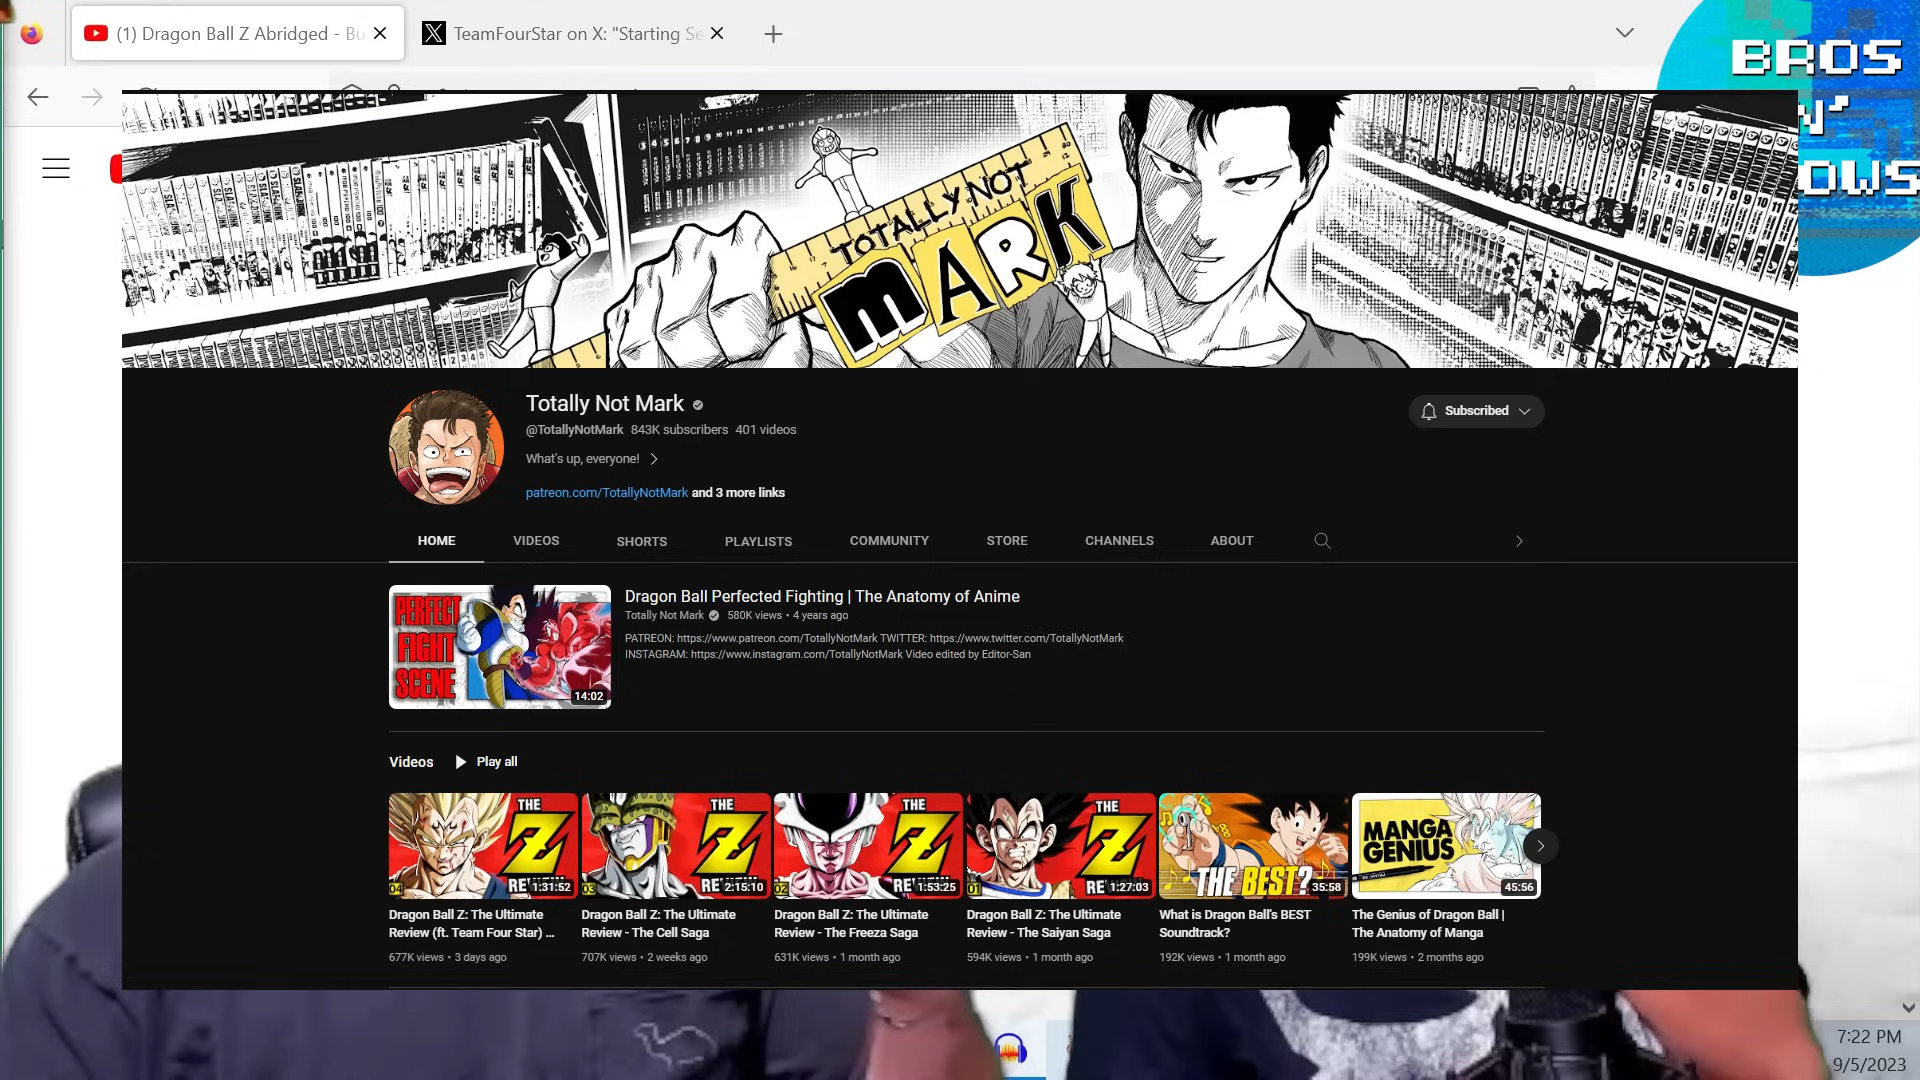 (1) Dragon Ball Z Abridged - Bu
TeamFourStar on X: "Starting Se
BROS
N'
OWS
TOTALLY NOT
MARK
Totally Not Mark
@TotallyNotMark 843K subscribers 401 videos
What's up, everyone!
patreon.com/TotallyNotMark and 3 more links
Subscribed
HOME VIDEOS SHORTS PLAYLISTS COMMUNITY STORE CHANNELS ABOUT
PERFECT
FIGHT
SCENE
14:02
Dragon Ball Perfected Fighting | The Anatomy of Anime
Totally Not Mark 580K views • 4 years ago
PATREON: https://www.patreon.com/TotallyNotMark TWITTER: https://www.twitter.com/TotallyNotMark
INSTAGRAM: https://www.instagram.com/TotallyNotMark Video edited by Editor-San
Videos Play all
THE
Z
RE
04
1:31:52
Dragon Ball Z: The Ultimate
Review (ft. Team Four Star) ...
677K views • 3 days ago
THE
Z
RE
03
2:15:10
Dragon Ball Z: The Ultimate
Review - The Cell Saga
707K views • 2 weeks ago
THE
Z
RE
02
1:53:25
Dragon Ball Z: The Ultimate
Review - The Freeza Saga
631K views • 1 month ago
THE
Z
RE
01
1:27:03
Dragon Ball Z: The Ultimate
Review - The Saiyan Saga
594K views • 1 month ago
THE BEST?
35:58
What is Dragon Ball's BEST
Soundtrack?
192K views • 1 month ago
MANGA
GENIUS
45:56
The Genius of Dragon Ball |
The Anatomy of Manga
199K views • 2 months ago
7:22 PM
9/5/2023